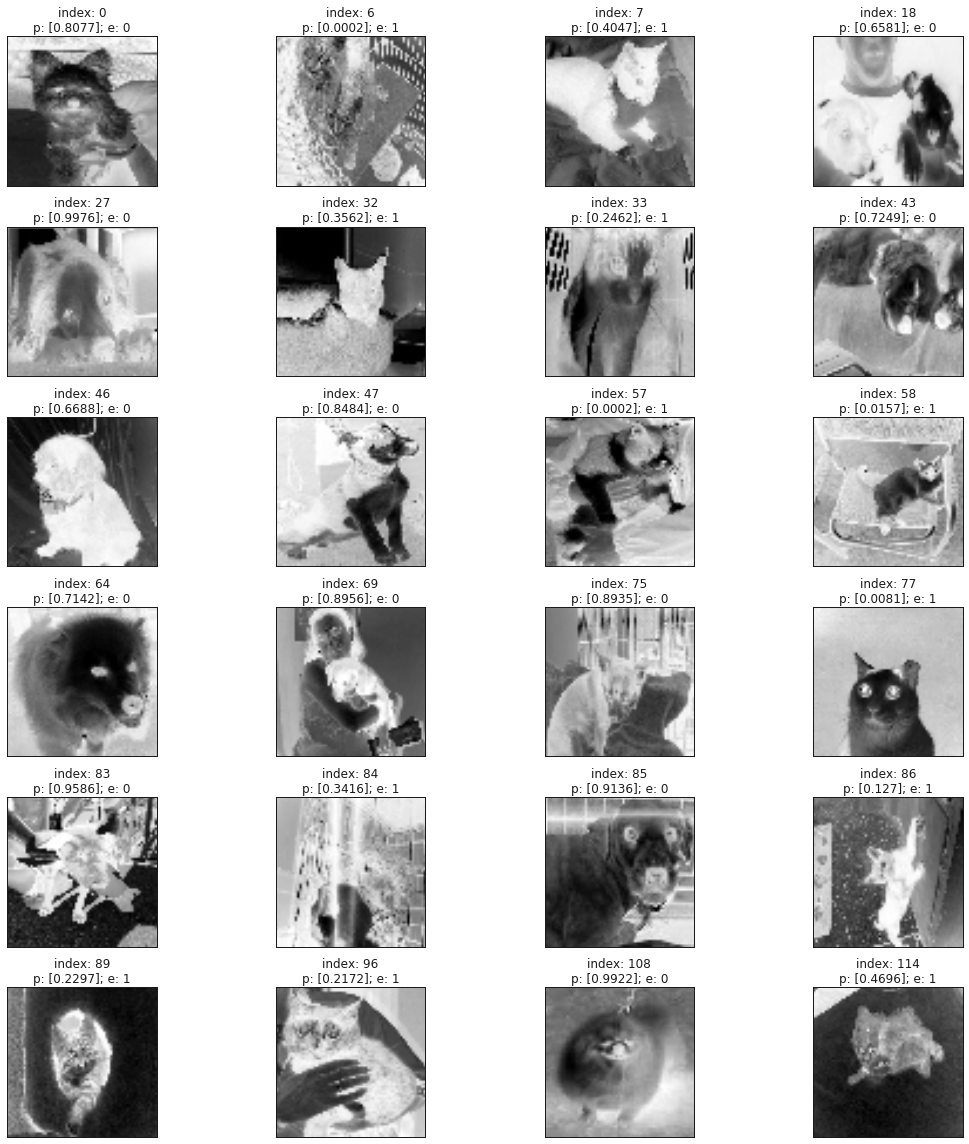 index: 0
p: [0.8077]; e: 0
index: 6
p: [0.0002]; e: 1
index: 7
p: [0.4047]; e: 1
index: 18
p: [0.6581]; e: 0
index: 27
p: [0.9976]; e: 0
index: 32
p: [0.3562]; e: 1
index: 33
p: [0.2462]; e: 1
index: 43
p: [0.7249]; e: 0
index: 46
p: [0.6688]; e: 0
index: 47
p: [0.8484]; e: 0
index: 57
p: [0.0002]; e: 1
index: 58
p: [0.0157]; e: 1
index: 64
p: [0.7142]; e: 0
index: 69
p: [0.8956]; e: 0
index: 75
p: [0.8935]; e: 0
index: 77
p: [0.0081]; e: 1
index: 83
p: [0.9586]; e: 0
index: 84
p: [0.3416]; e: 1
index: 85
p: [0.9136]; e: 0
index: 86
p: [0.127]; e: 1
index: 89
p: [0.2297]; e: 1
index: 96
p: [0.2172]; e: 1
index: 108
p: [0.9922]; e: 0
index: 114
p: [0.4696]; e: 1